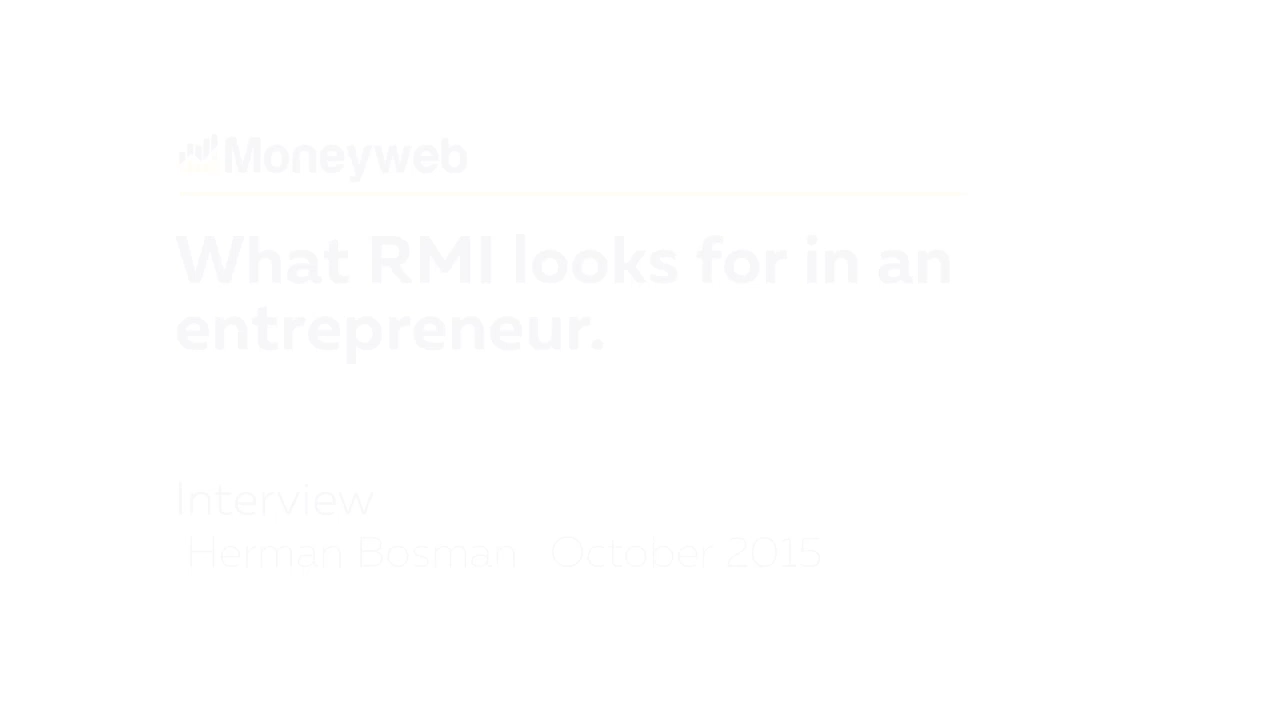 Moneyweb
What RMI looks for in an
entrepreneur.
Interview
Herman Bosman October 2015